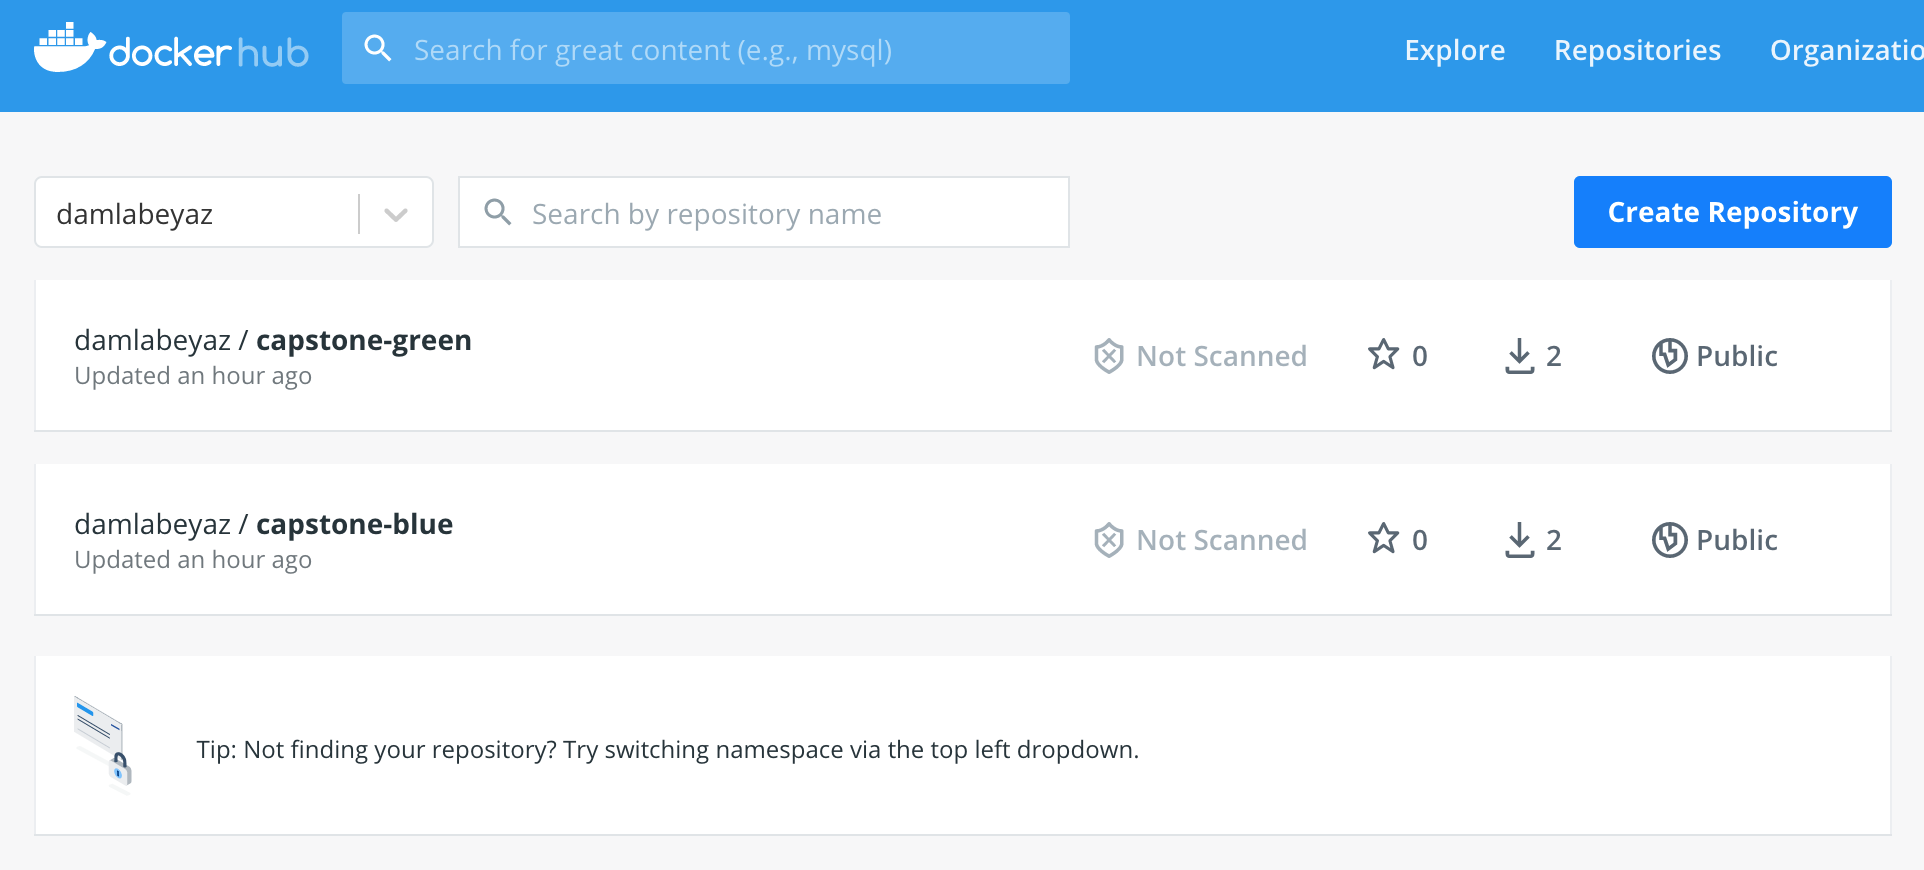 docker hub
Search for great content (e.g., mysql)
Explore
Repositories
Organizatio
damlabeyaz
Search by repository name
Create Repository
damlabeyaz / capstone-green
Updated an hour ago
Not Scanned
0
2
Public
damlabeyaz / capstone-blue
Updated an hour ago
Not Scanned
0
2
Public
Tip: Not finding your repository? Try switching namespace via the top left dropdown.